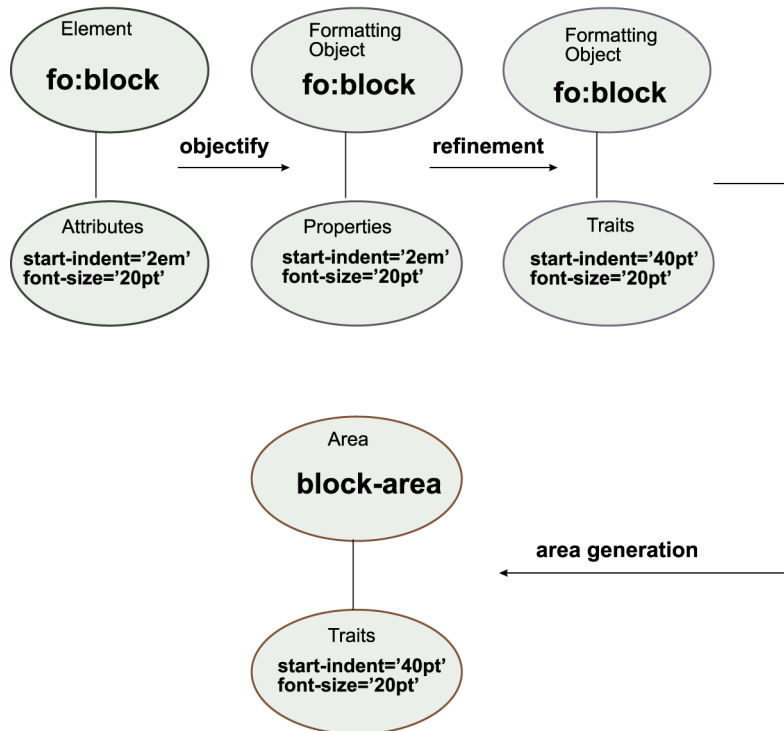 Element
fo:block
Attributes
start-indent=’2em’
font-size=’20pt’
objectify
Formatting
Object
fo:block
Properties
start-indent=’2em’
font-size=’20pt’
refinement
Formatting
Object
fo:block
Traits
start-indent=’40pt’
font-size=’20pt’
area generation
Area
block-area
Traits
start-indent=’40pt’
font-size=’20pt’